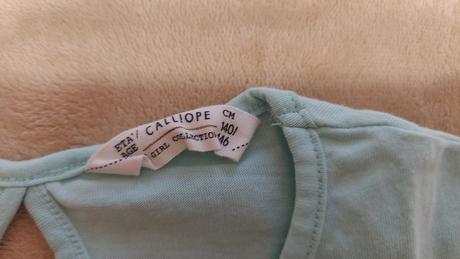 CALLIOPE
GIRL COLLECTION
ETA'/
AGE
CM
140/
146